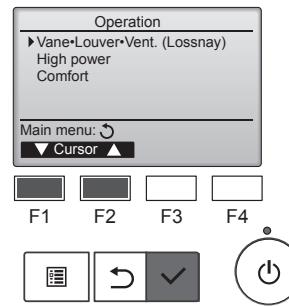 Operation
Vane•Louver•Vent. (Lossnay)
High power
Comfort
Main menu:
Cursor
F1 F2 F3 F4